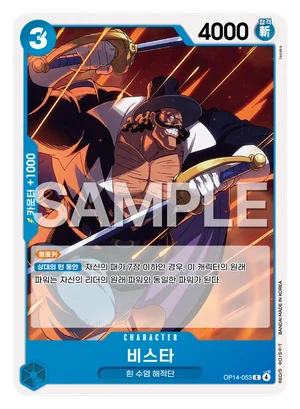 3
4000
참격
斬
카운터 +1000
SAMPLE
블로커
상대의 턴 동안 자신의 패가 7장 이하인 경우, 이 캐릭터의 원래
파워는 자신의 리더의 원래 파워와 동일한 파워가 된다.
CHARACTER
비스타
흰 수염 해적단
OP14-053
BANDAI MADE IN KOREA